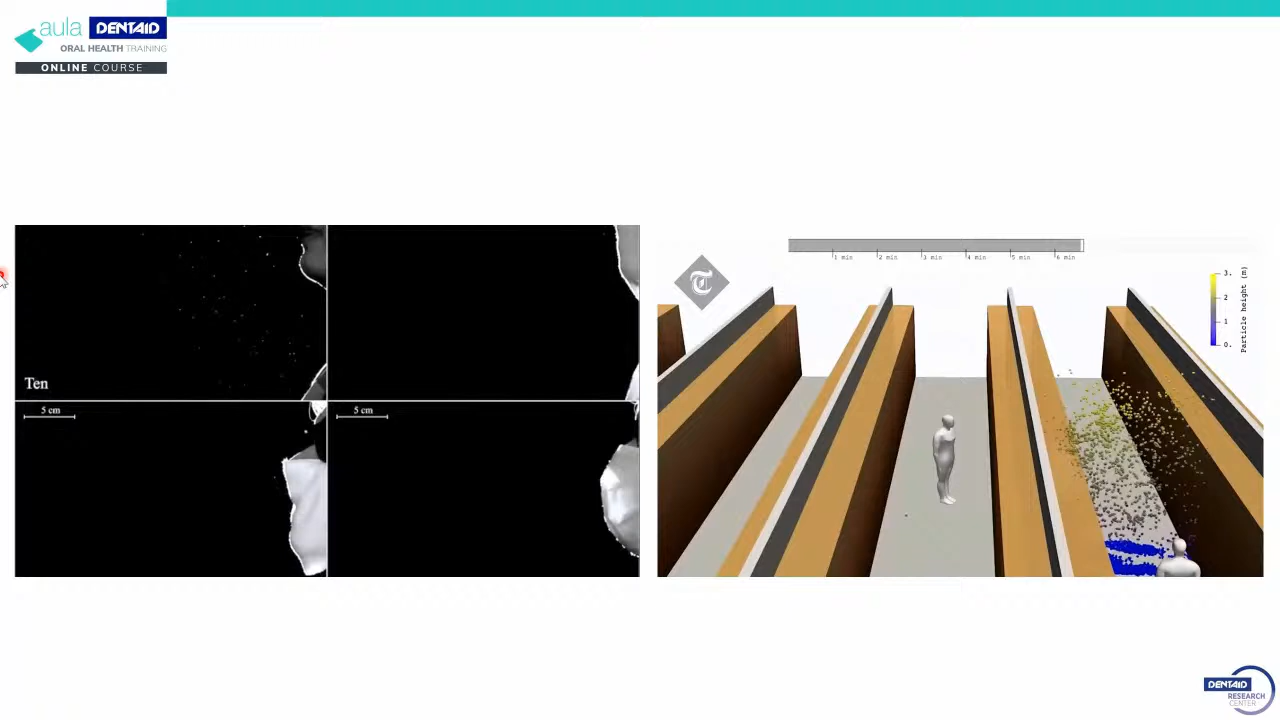 aula DENTAID
ORAL HEALTH TRAINING
ONLINE COURSE
Ten
5 cm
5 cm
1 min
2 min
3 min
4 min
5 min
6 min
3.
2
1
0.
Particle height (m)
DENTAID
RESEARCH
CENTER